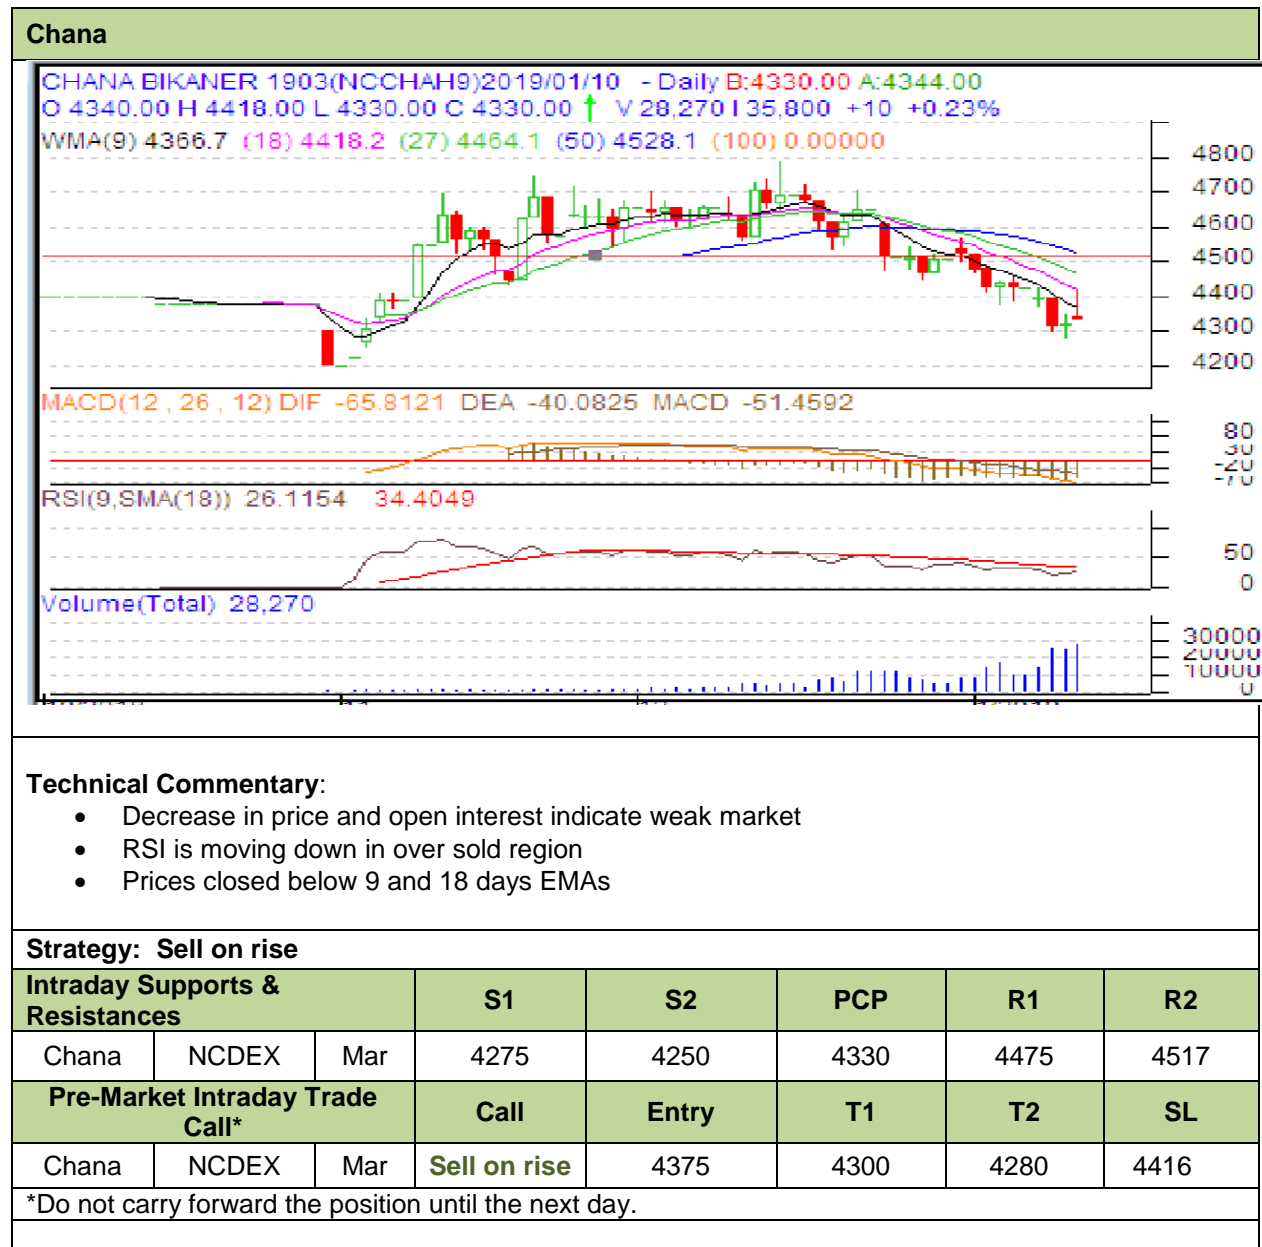 Chana
CHANA BIKANER 1903(NCCHAH9)2019/01/10 - Daily B:4330.00 A:4344.00
O 4340.00 H 4418.00 L 4330.00 C 4330.00 V 28,270 I 35,800 +10 +0.23%
WMA(9) 4366.7 (18) 4418.2 (27) 4464.1 (50) 4528.1 (100) 0.00000
4800
4700
4600
4500
4400
4300
4200
MACD(12 , 26 , 12) DIF -65.8121 DEA -40.0825 MACD -51.4592
80
30
-20
-70
RSI(9,SMA(18)) 26.1154 34.4049
50
0
Volume(Total) 28,270
30000
20000
10000
0
Technical Commentary:
• Decrease in price and open interest indicate weak market
• RSI is moving down in over sold region
• Prices closed below 9 and 18 days EMAs
Strategy: Sell on rise
Intraday Supports &
Resistances S1 S2 PCP R1 R2
Chana NCDEX Mar 4275 4250 4330 4475 4517
Pre-Market Intraday Trade
Call* Call Entry T1 T2 SL
Chana NCDEX Mar Sell on rise 4375 4300 4280 4416
*Do not carry forward the position until the next day.